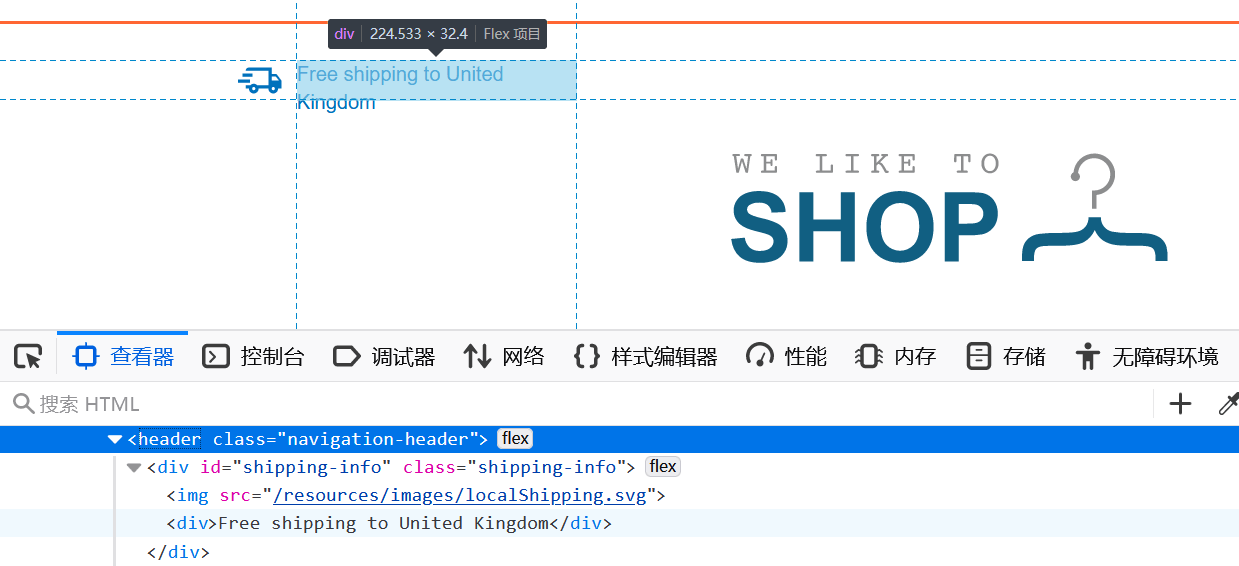 div 224.533 × 32.4 Flex 项目
Free shipping to United
Kingdom
WE LIKE TO
SHOP
查看器 控制台 调试器 网络 样式编辑器 性能 内存 存储 无障碍环境
搜索 HTML
<header class="navigation-header"> flex
<div id="shipping-info" class="shipping-info"> flex
<img src="/resources/images/localShipping.svg">
<div>Free shipping to United Kingdom</div>
</div>